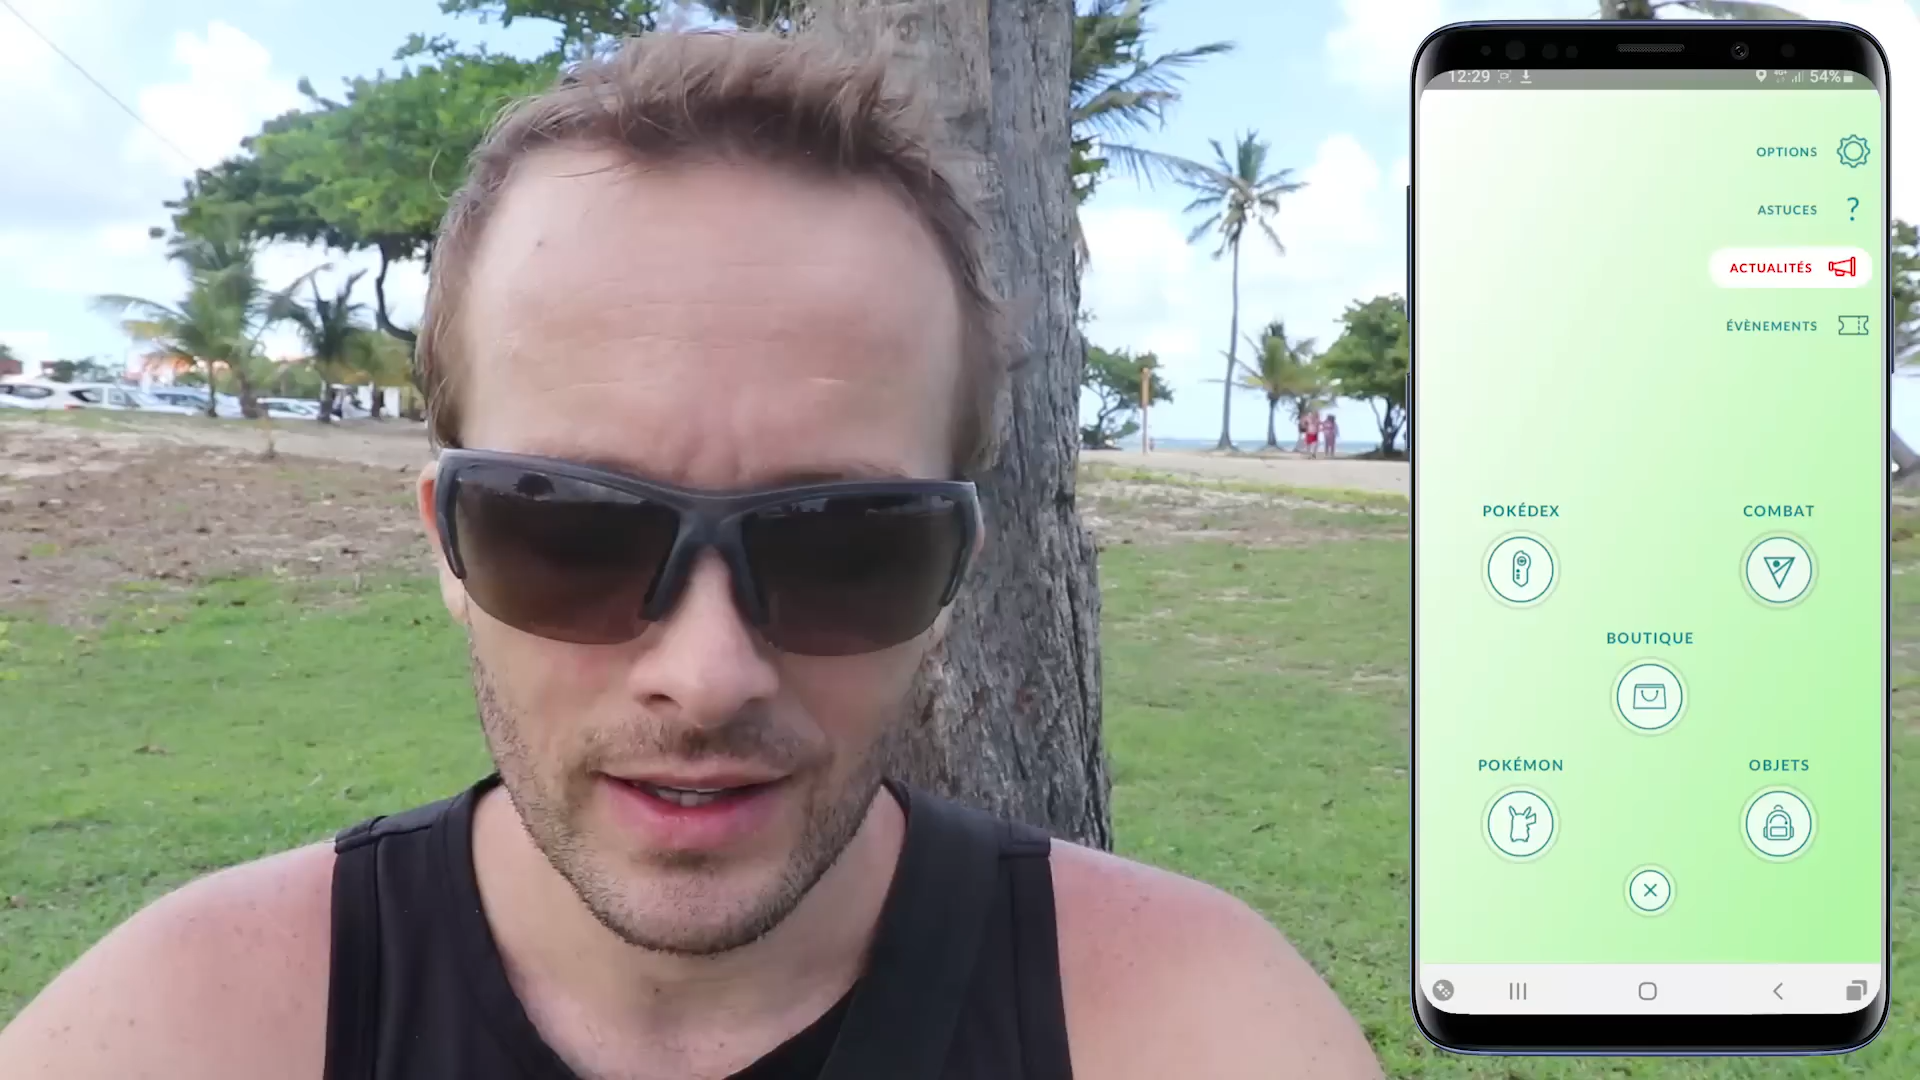 12:29
54%
OPTIONS
ASTUCES
?
ACTUALITÉS
ÉVÈNEMENTS
POKÉDEX
COMBAT
BOUTIQUE
POKÉMON
OBJETS